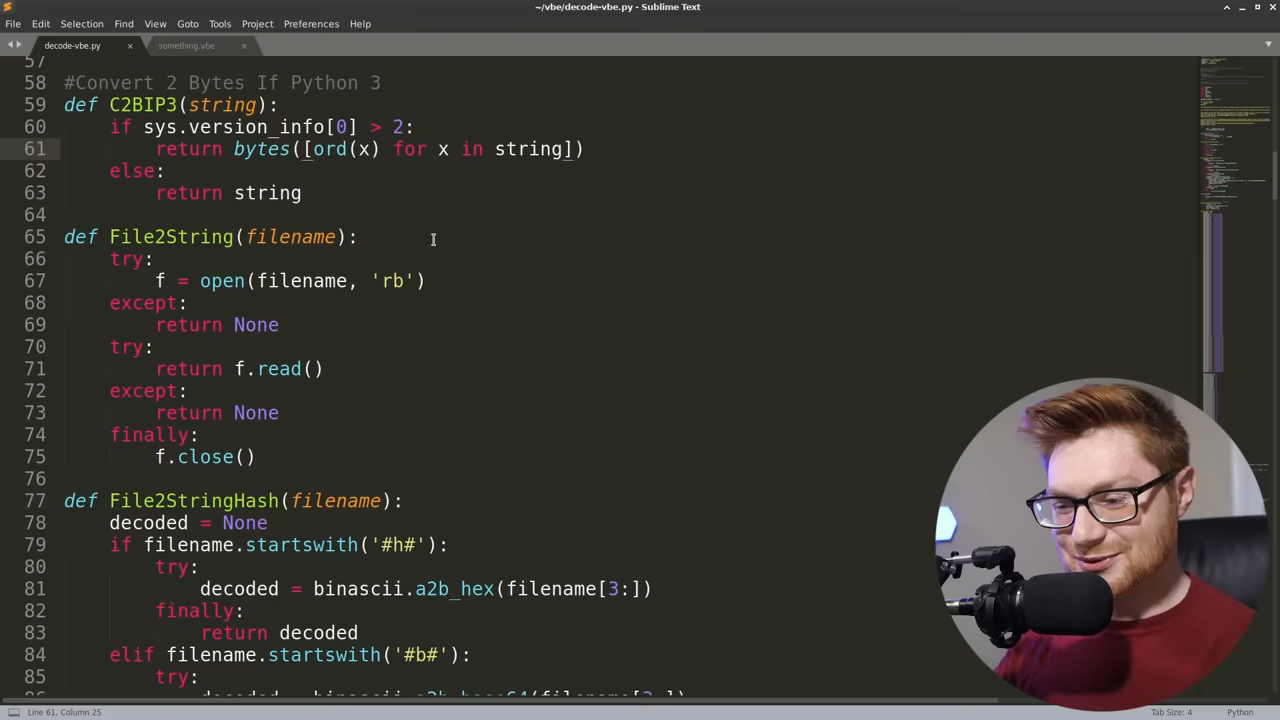 ~/vbe/decode-vbe.py - Sublime Text
File Edit Selection Find View Goto Tools Project Preferences Help
decode-vbe.py × something.vbe ×
57
58 #Convert 2 Bytes If Python 3
59 def C2BIP3(string):
60 if sys.version_info[0] > 2:
61 return bytes([ord(x) for x in string])
62 else:
63 return string
64
65 def File2String(filename):
66 try:
67 f = open(filename, 'rb')
68 except:
69 return None
70 try:
71 return f.read()
72 except:
73 return None
74 finally:
75 f.close()
76
77 def File2StringHash(filename):
78 decoded = None
79 if filename.startswith('#h#'):
80 try:
81 decoded = binascii.a2b_hex(filename[3:])
82 finally:
83 return decoded
84 elif filename.startswith('#b#'):
85 try:
86 decoded = binascii.a2b_base64(filename[3:])
Line 61, Column 25 Tab Size: 4 Python